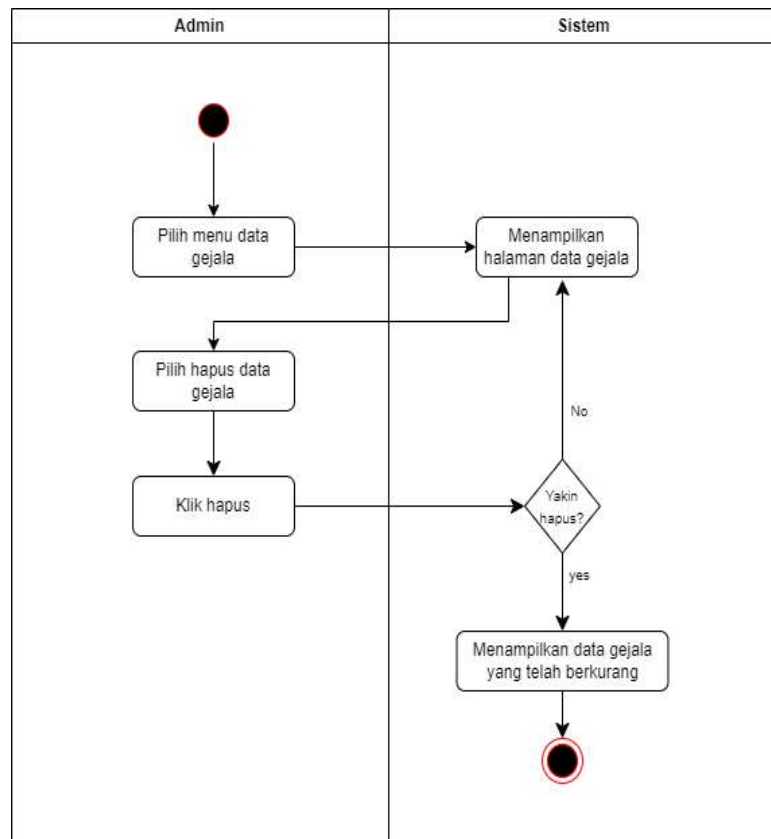 Admin
Sistem
Pilih menu data
gejala
Menampilkan
halaman data gejala
Pilih hapus data
gejala
No
Klik hapus
Yakin
hapus?
yes
Menampilkan data gejala
yang telah berkurang